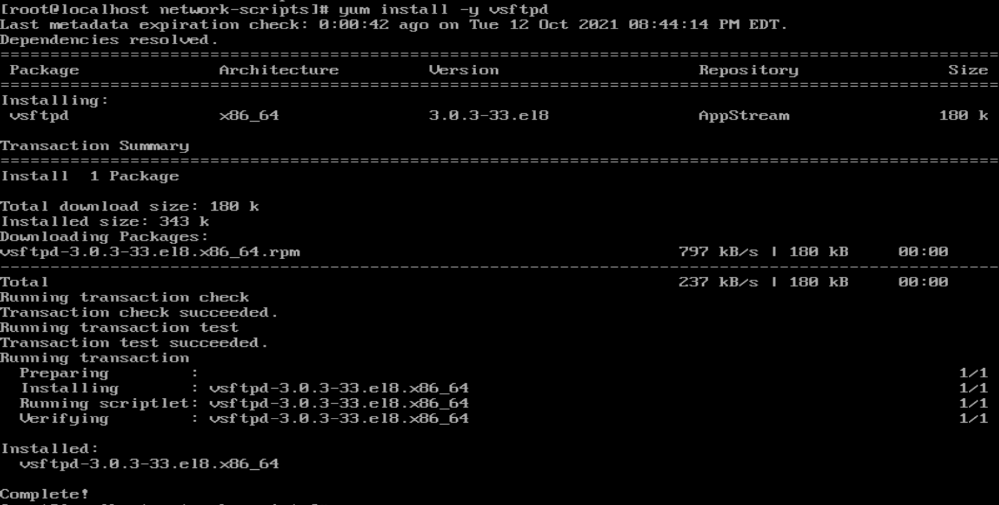 [root@localhost network-scripts]# yum install -y vsftpd
Last metadata expiration check: 0:00:42 ago on Tue 12 Oct 2021 08:44:14 PM EDT.
Dependencies resolved.
================================================================================
Package Architecture Version Repository Size
================================================================================
Installing:
vsftpd x86_64 3.0.3-33.el8 AppStream 180 k
Transaction Summary
================================================================================
Install 1 Package
Total download size: 180 k
Installed size: 343 k
Downloading Packages:
vsftpd-3.0.3-33.el8.x86_64.rpm 797 kB/s | 180 kB 00:00
--------------------------------------------------------------------------------
Total 237 kB/s | 180 kB 00:00
Running transaction check
Transaction check succeeded.
Running transaction test
Transaction test succeeded.
Running transaction
Preparing : 1/1
Installing : vsftpd-3.0.3-33.el8.x86_64 1/1
Running scriptlet: vsftpd-3.0.3-33.el8.x86_64 1/1
Verifying : vsftpd-3.0.3-33.el8.x86_64 1/1
Installed:
vsftpd-3.0.3-33.el8.x86_64
Complete!